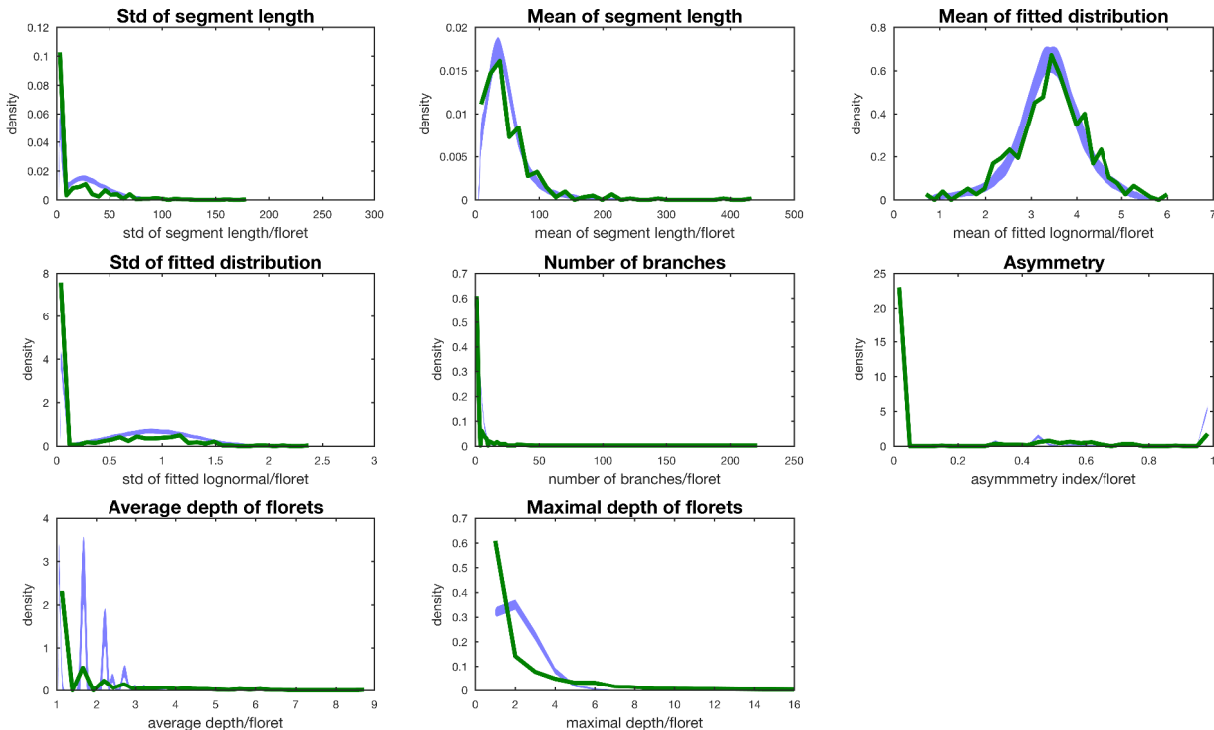 Std of segment length
0.12
0.1
0.08
0.06
0.04
0.02
0
density
0 50 100 150 200 250 300
std of segment length/floret
Mean of segment length
0.02
0.015
0.01
0.005
0
density
0 100 200 300 400 500
mean of segment length/floret
Mean of fitted distribution
0.8
0.6
0.4
0.2
0
density
0 1 2 3 4 5 6 7
mean of fitted lognormal/floret
Std of fitted distribution
8
6
4
2
0
density
0 0.5 1 1.5 2 2.5 3
std of fitted lognormal/floret
Number of branches
0.7
0.6
0.5
0.4
0.3
0.2
0.1
0
density
0 50 100 150 200 250
number of branches/floret
Asymmetry
25
20
15
10
5
0
density
0 0.2 0.4 0.6 0.8 1
asymmmetry index/floret
Average depth of florets
4
3
2
1
0
density
1 2 3 4 5 6 7 8 9
average depth/floret
Maximal depth of florets
0.7
0.6
0.5
0.4
0.3
0.2
0.1
0
density
0 2 4 6 8 10 12 14 16
maximal depth/floret